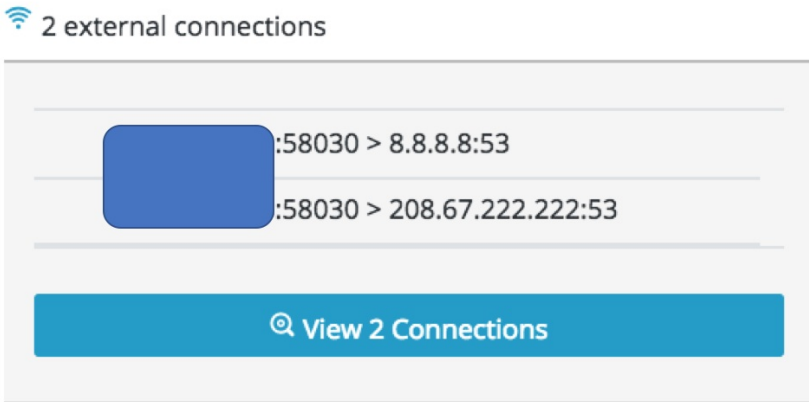 2 external connections
:58030 > 8.8.8.8:53
:58030 > 208.67.222.222:53
View 2 Connections